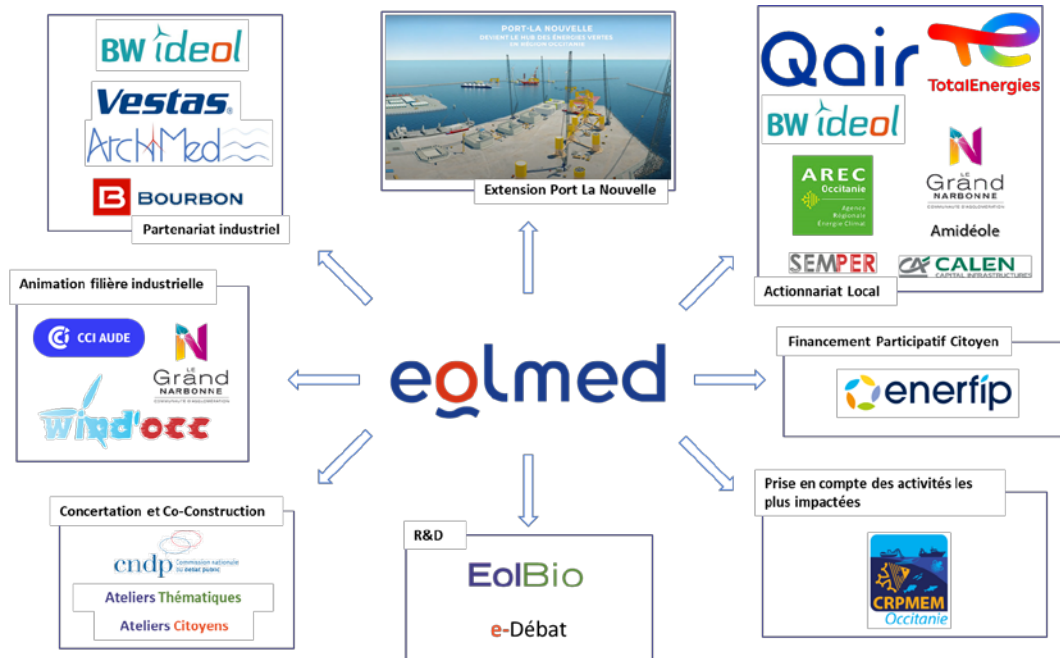 BW ideol
Vestas®
ArchiMed
B BOURBON
Partenariat industriel
PORT-LA NOUVELLE
DEVIENT LE HUB DES ÉNERGIES VERTES
EN RÉGION OCCITANIE
Extension Port La Nouvelle
Qair
TotalEnergies
BW ideol
AREC
Occitanie
Agence
Régionale
Énergie Climat
LE
Grand
NARBONNE
COMMUNAUTÉ D'AGGLOMÉRATION
Amidéole
SEMPER
CA CALEN
CAPITAL INFRASTRUCTURES
Actionnariat Local
Animation filière industrielle
CCI AUDE
LE
Grand
NARBONNE
COMMUNAUTÉ D'AGGLOMÉRATION
wind'occ
eolmed
Financement Participatif Citoyen
enerfip
Concertation et Co-Construction
cndp Commission nationale
du débat public
Ateliers Thématiques
Ateliers Citoyens
R&D
EolBio
e-Débat
Prise en compte des activités les
plus impactées
CRPMEM
Occitanie